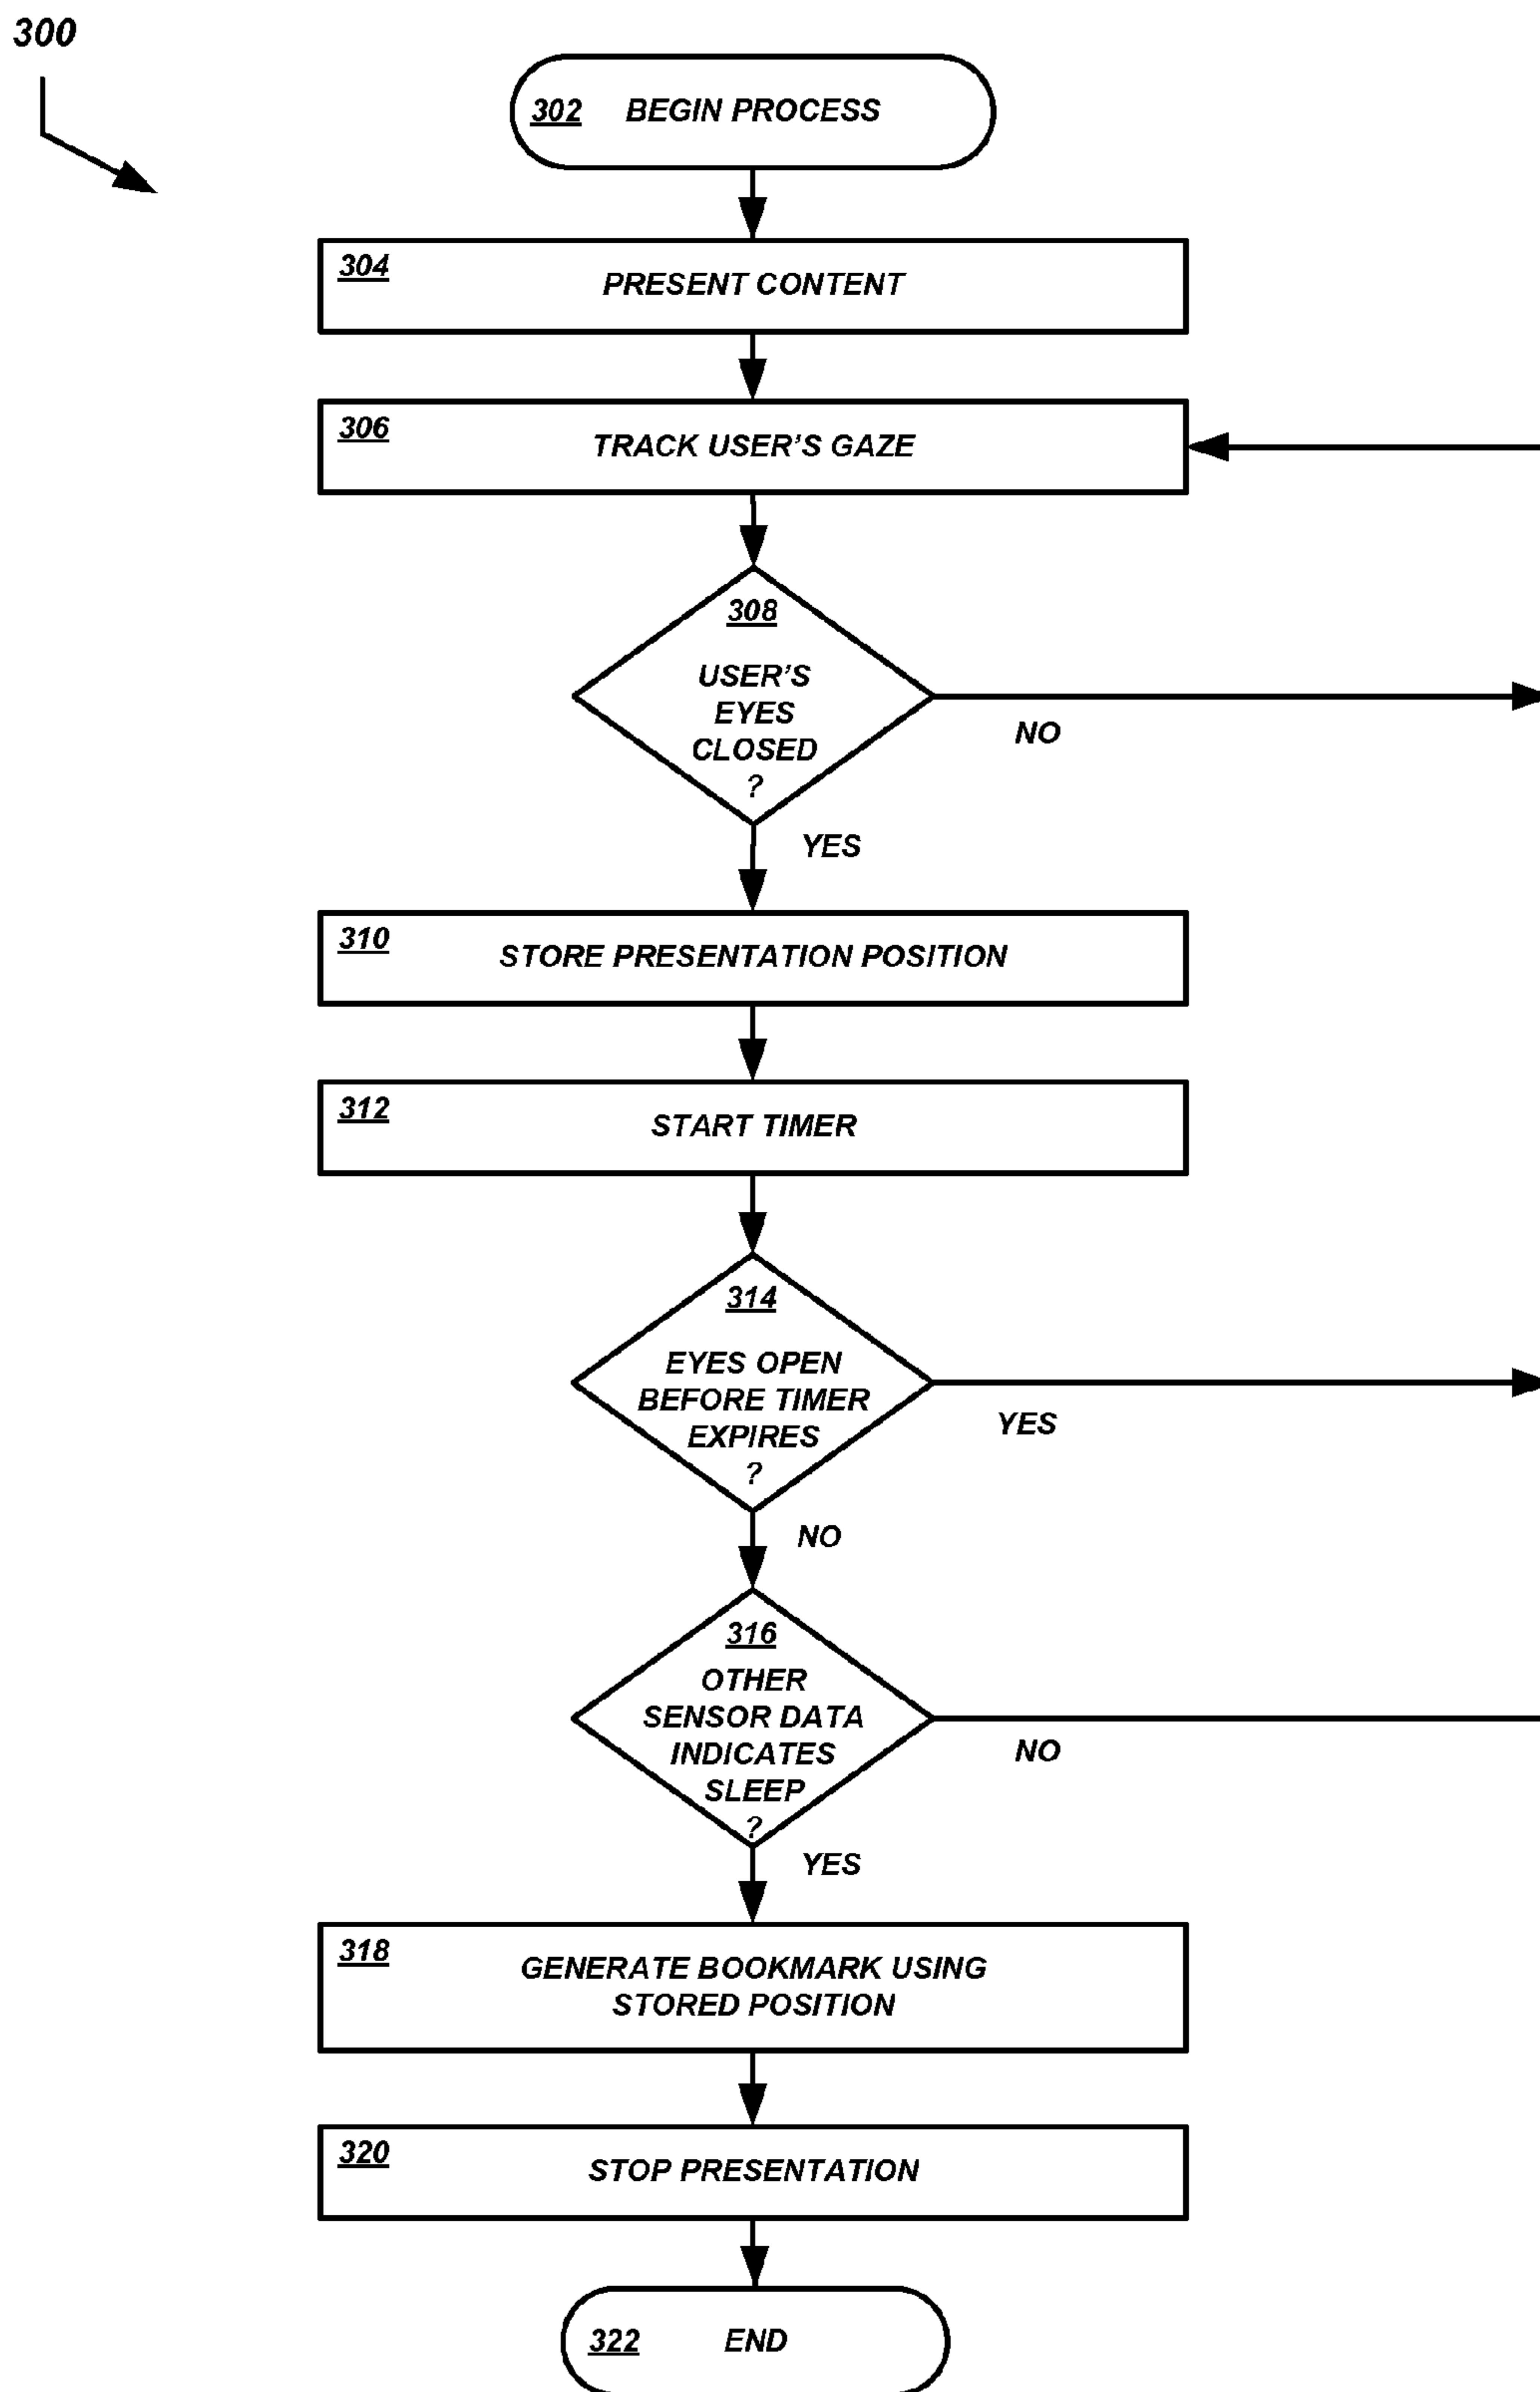 300
302 BEGIN PROCESS
304
PRESENT CONTENT
306
TRACK USER'S GAZE
308
USER'S
EYES
CLOSED
?
NO
YES
310
STORE PRESENTATION POSITION
312
START TIMER
314
EYES OPEN
BEFORE TIMER
EXPIRES
?
YES
NO
316
OTHER
SENSOR DATA
INDICATES
SLEEP
?
NO
YES
318
GENERATE BOOKMARK USING
STORED POSITION
320
STOP PRESENTATION
322 END